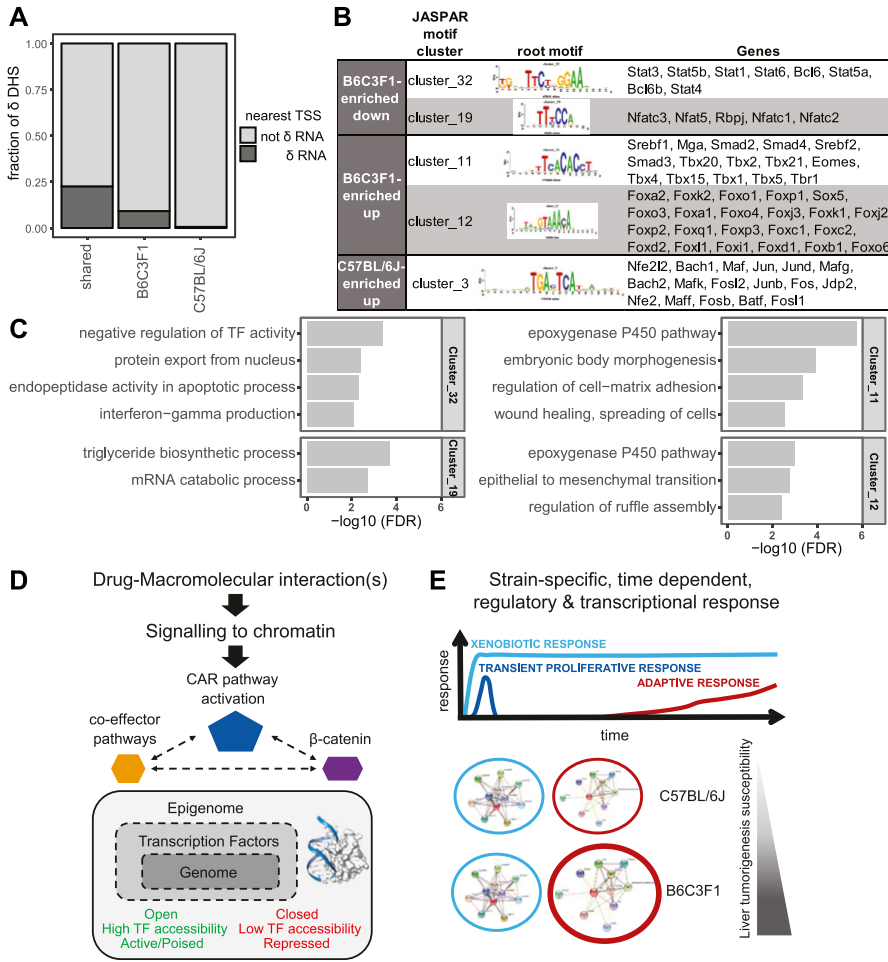 A
1.00
0.75
0.50
0.25
0.00
fraction of δ DHS
shared
B6C3F1
C57BL/6J
nearest TSS
not δ RNA
δ RNA
B
JASPAR
motif
cluster
root motif
Genes
B6C3F1-
enriched
down
cluster_32
Stat3, Stat5b, Stat1, Stat6, Bcl6, Stat5a,
Bcl6b, Stat4
cluster_19
Nfatc3, Nfat5, Rbpj, Nfatc1, Nfatc2
B6C3F1-
enriched
up
cluster_11
Srebf1, Mga, Smad2, Smad4, Srebf2,
Smad3, Tbx20, Tbx2, Tbx21, Eomes,
Tbx4, Tbx15, Tbx1, Tbx5, Tbr1
cluster_12
Foxa2, Foxk2, Foxo1, Foxp1, Sox5,
Foxo3, Foxa1, Foxo4, Foxj3, Foxk1, Foxj2,
Foxp2, Foxq1, Foxp3, Foxc1, Foxc2,
Foxd2, Foxl1, Foxi1, Foxd1, Foxb1, Foxo6
C57BL/6J-
enriched
up
cluster_3
Nfe2l2, Bach1, Maf, Jun, Jund, Mafg,
Bach2, Mafk, Fosl2, Junb, Fos, Jdp2,
Nfe2, Maff, Fosb, Batf, Fosl1
C
negative regulation of TF activity
protein export from nucleus
endopeptidase activity in apoptotic process
interferon-gamma production
Cluster_32
triglyceride biosynthetic process
mRNA catabolic process
Cluster_19
0 2 4 6
−log10 (FDR)
epoxygenase P450 pathway
embryonic body morphogenesis
regulation of cell−matrix adhesion
wound healing, spreading of cells
Cluster_11
epoxygenase P450 pathway
epithelial to mesenchymal transition
regulation of ruffle assembly
Cluster_12
0 2 4 6
−log10 (FDR)
D
Drug-Macromolecular interaction(s)
Signalling to chromatin
CAR pathway
activation
co-effector
pathways
β-catenin
Epigenome
Transcription Factors
Genome
Open
High TF accessibility
Active/Poised
Closed
Low TF accessibility
Repressed
E
Strain-specific, time dependent,
regulatory & transcriptional response
response
XENOBIOTIC RESPONSE
TRANSIENT PROLIFERATIVE RESPONSE
ADAPTIVE RESPONSE
time
C57BL/6J
B6C3F1
Liver tumorigenesis susceptibility